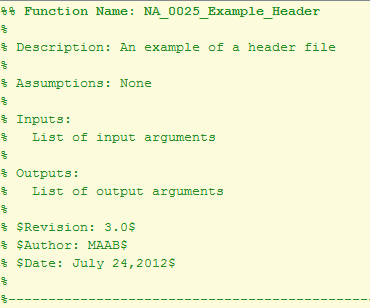 %% Function Name: NA_0025_Example_Header
%
% Description: An example of a header file
%
% Assumptions: None
%
% Inputs:
%   List of input arguments
%
% Outputs:
%   List of output arguments
%
% $Revision: 3.0$
% $Author: MAAB$
% $Date: July 24,2012$
%
%---------------------------------------------